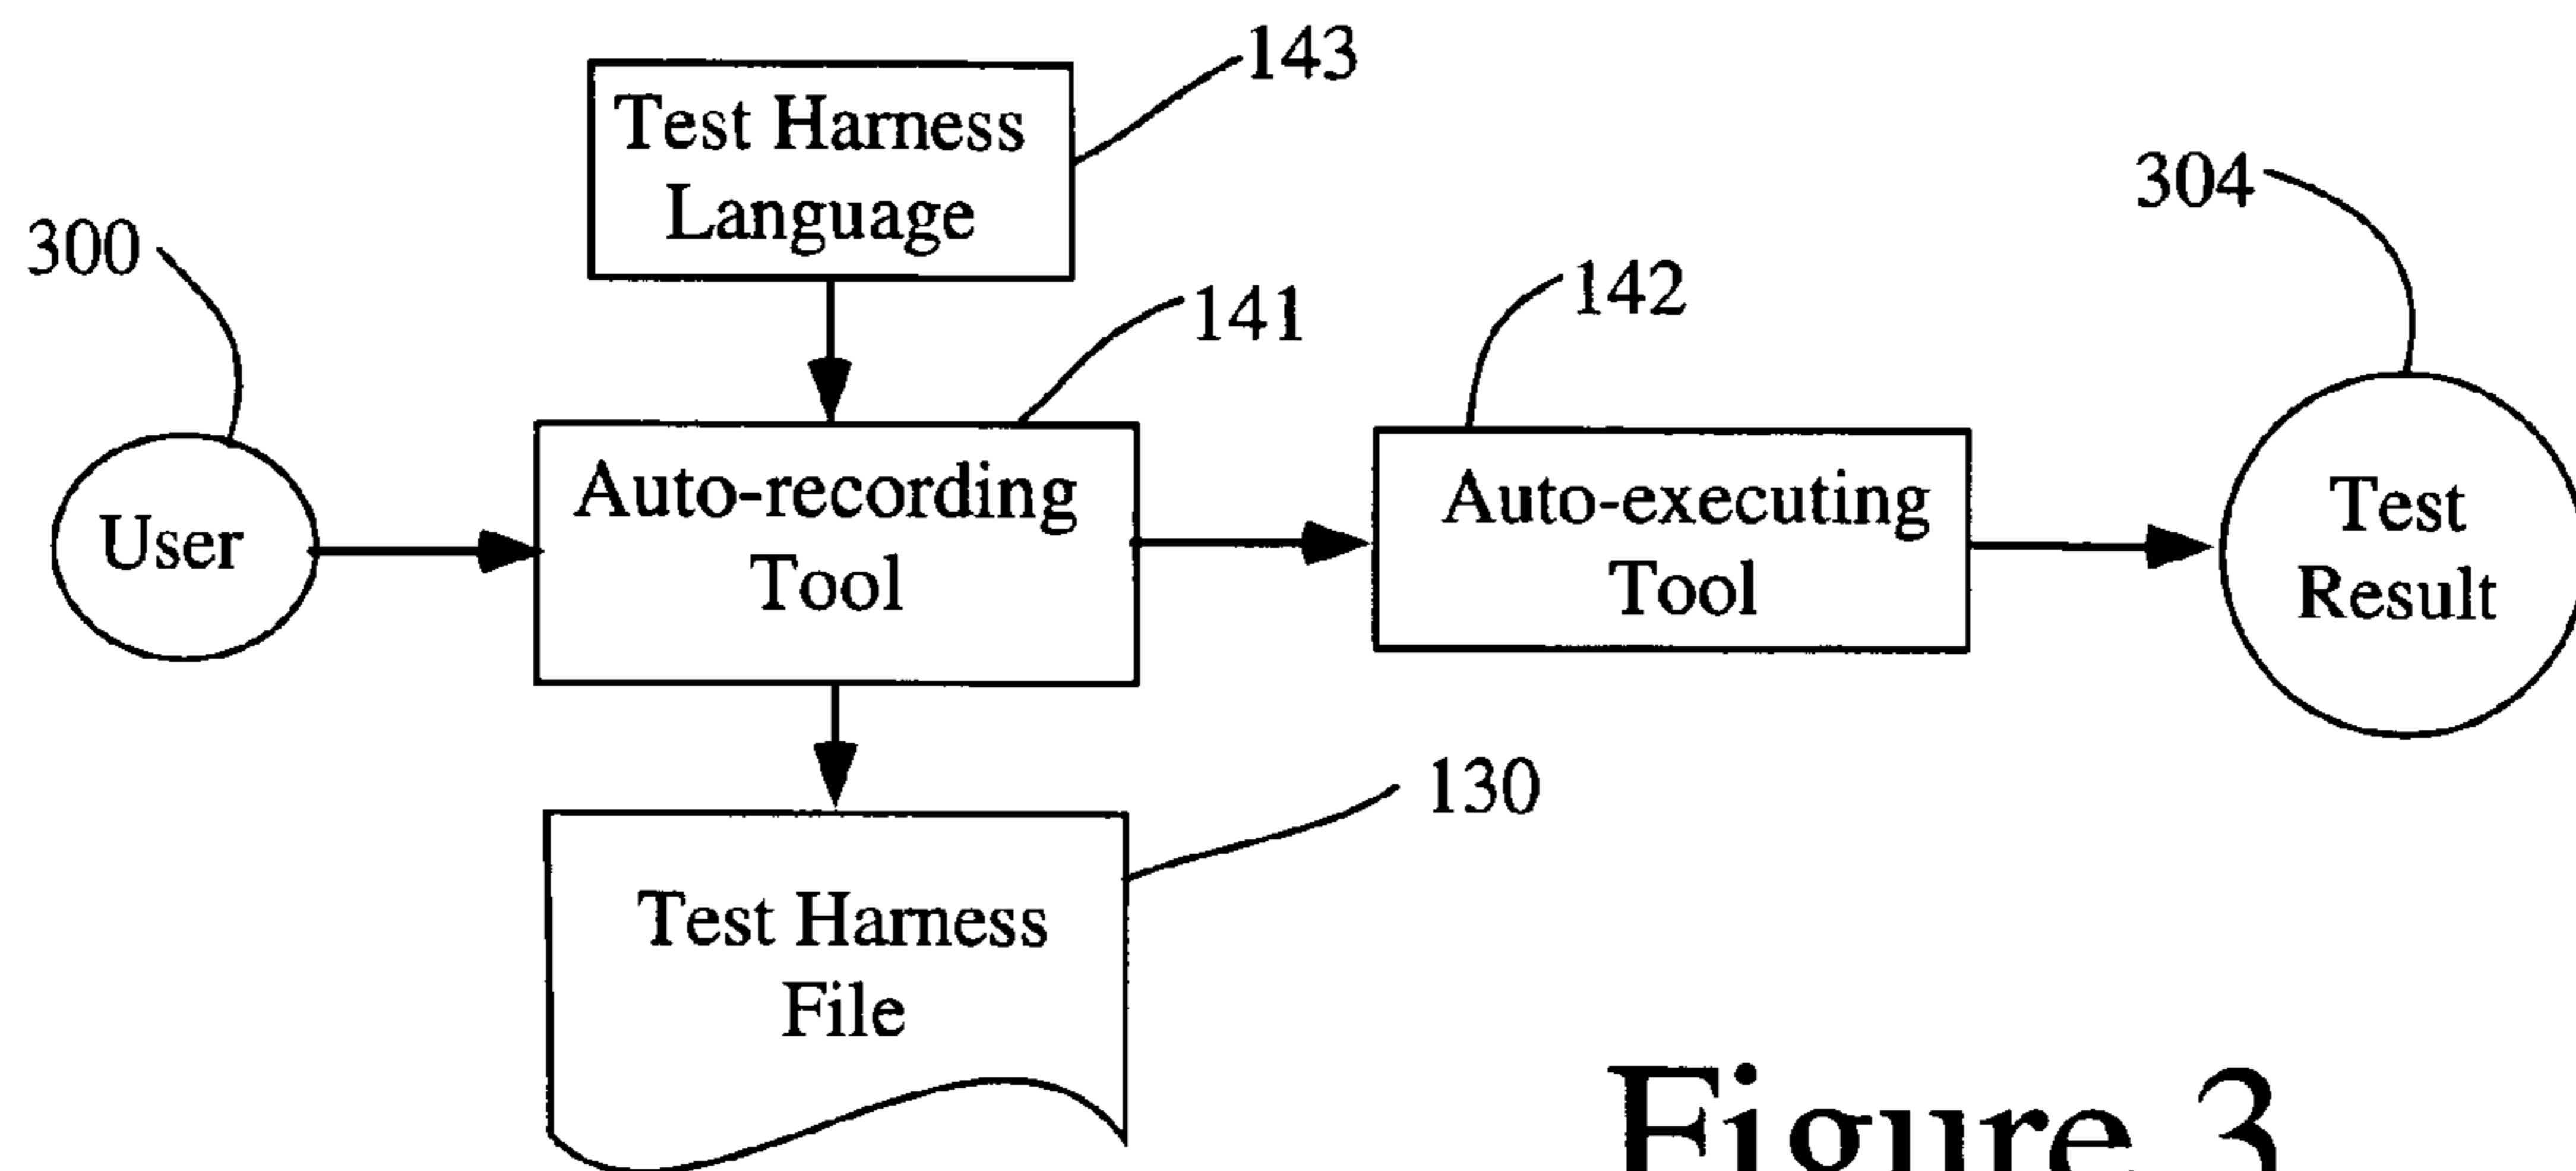 143
Test Harness
Language
304
300
142
141
User
Auto-recording
Tool
Auto-executing
Tool
Test
Result
130
Test Harness
File
Figure 3